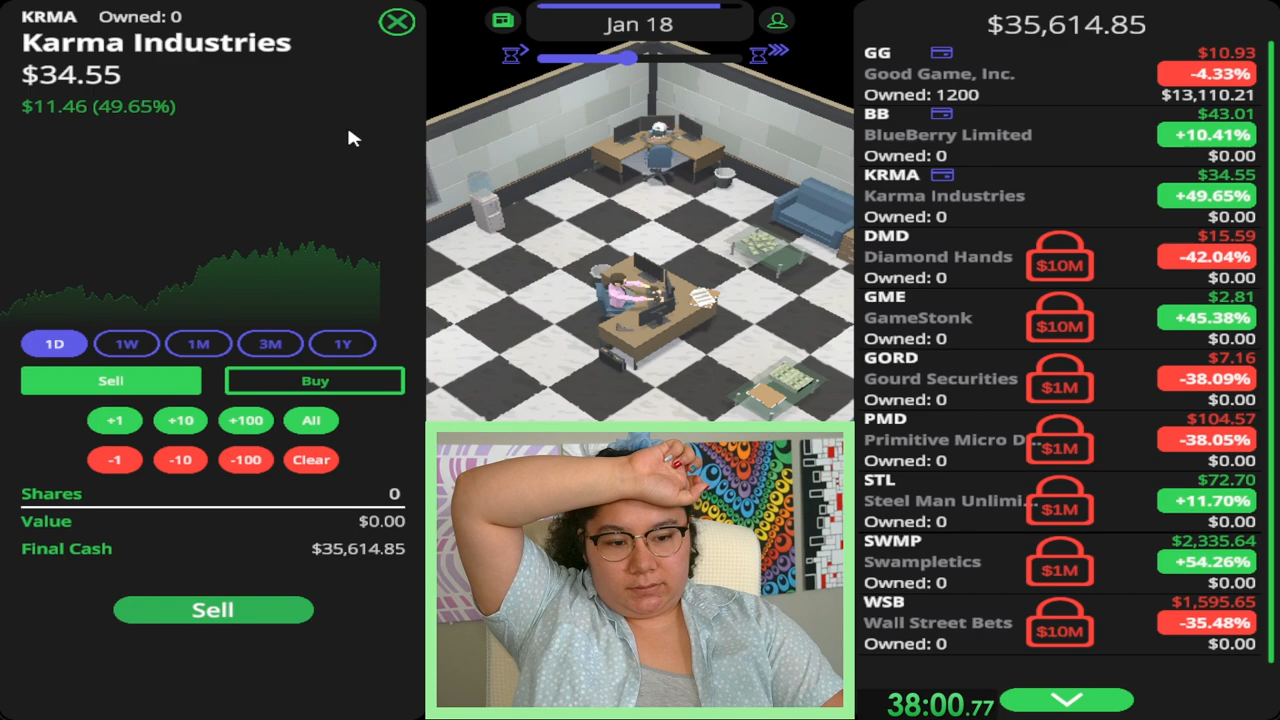 KRMA Owned: 0
Karma Industries
$34.55
$11.46 (49.65%)
1D 1W 1M 3M 1Y
Sell Buy
+1 +10 +100 All
-1 -10 -100 Clear
Shares 0
Value $0.00
Final Cash $35,614.85
Sell
Jan 18
$35,614.85
GG $10.93
Good Game, Inc. -4.33%
Owned: 1200 $13,110.21
BB $43.01
BlueBerry Limited +10.41%
Owned: 0 $0.00
KRMA $34.55
Karma Industries +49.65%
Owned: 0 $0.00
DMD $15.59
Diamond Hands $10M -42.04%
Owned: 0 $0.00
GME $2.81
GameStonk $10M +45.38%
Owned: 0 $0.00
GORD $7.16
Gourd Securities $1M -38.09%
Owned: 0 $0.00
PMD $104.57
Primitive Micro D... $1M -38.05%
Owned: 0 $0.00
STL $72.70
Steel Man Unlimi... $1M +11.70%
Owned: 0 $0.00
SWMP $2,335.64
Swampletics $1M +54.26%
Owned: 0 $0.00
WSB $1,595.65
Wall Street Bets $10M -35.48%
Owned: 0 $0.00
38:00.77